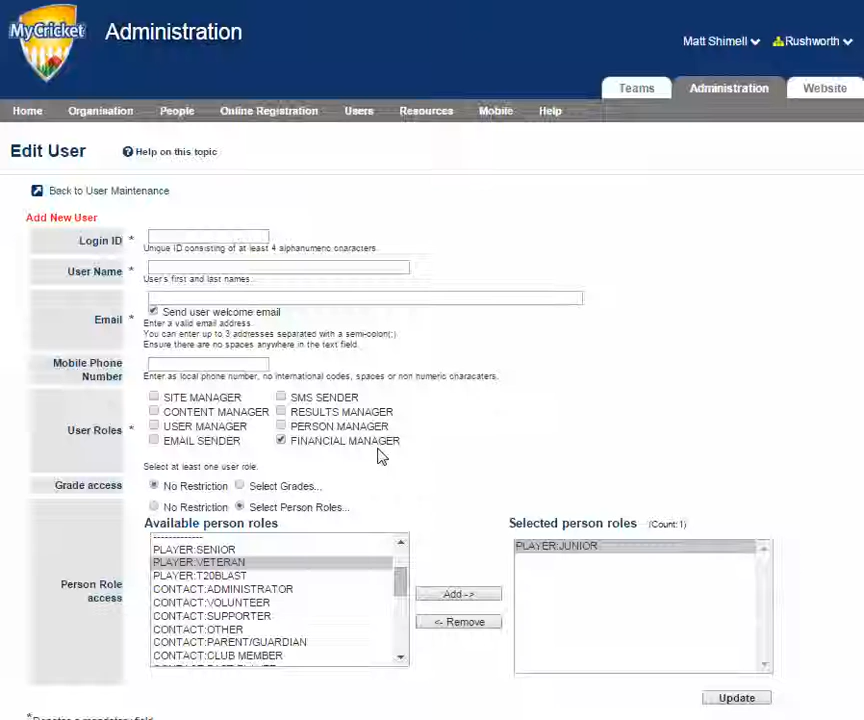 MyCricket
Administration
Matt Shimell
Rushworth
Teams
Administration
Website
Home
Organisation
People
Online Registration
Users
Resources
Mobile
Help
Edit User
? Help on this topic
Back to User Maintenance
Add New User
Login ID *
Unique ID consisting of at least 4 alphanumeric characters.
User Name *
User's first and last names.
Email *
Send user welcome email
Enter a valid email address.
You can enter up to 3 addresses separated with a semi-colon(;)
Ensure there are no spaces anywhere in the text field.
Mobile Phone
Number
Enter as local phone number, no international codes, spaces or non numeric characaters.
User Roles *
SITE MANAGER
SMS SENDER
CONTENT MANAGER
RESULTS MANAGER
USER MANAGER
PERSON MANAGER
EMAIL SENDER
FINANCIAL MANAGER
Select at least one user role.
Grade access
No Restriction
Select Grades...
Person Role
access
No Restriction
Select Person Roles...
Available person roles
-------------
PLAYER:SENIOR
PLAYER:VETERAN
PLAYER:T20BLAST
CONTACT:ADMINISTRATOR
CONTACT:VOLUNTEER
CONTACT:SUPPORTER
CONTACT:OTHER
CONTACT:PARENT/GUARDIAN
CONTACT:CLUB MEMBER
Add ->
<- Remove
Selected person roles (Count:1)
PLAYER:JUNIOR
Update
*Denotes a mandatory field